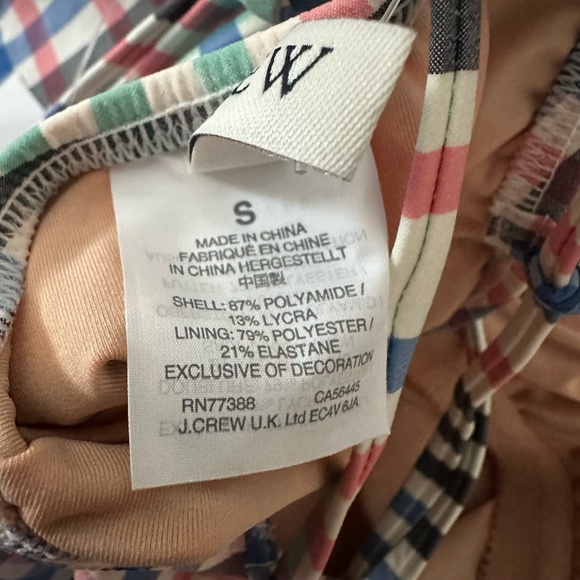 W
S
MADE IN CHINA
FABRIQUÉ EN CHINE
IN CHINA HERGESTELLT
中国製
SHELL: 87% POLYAMIDE /
13% LYCRA
LINING: 79% POLYESTER /
21% ELASTANE
EXCLUSIVE OF DECORATION
RN77388 CA56445
J.CREW U.K. Ltd EC4V 6JA